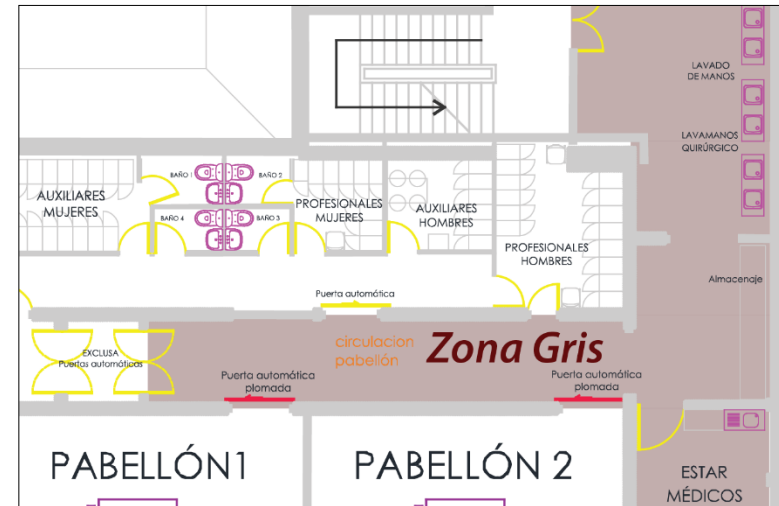 LAVADO
DE MANOS
LAVAMANOS
QUIRÚRGICO
BAÑO 1
BAÑO 2
AUXILIARES
MUJERES
BAÑO 4
BAÑO 3
PROFESIONALES
MUJERES
AUXILIARES
HOMBRES
PROFESIONALES
HOMBRES
Almacenaje
Puerta automática
circulacion
pabellón
Zona Gris
EXCLUSA
Puertas automáticas
Puerta automática
plomada
Puerta automática
plomada
PABELLÓN1
PABELLÓN 2
ESTAR
MÉDICOS